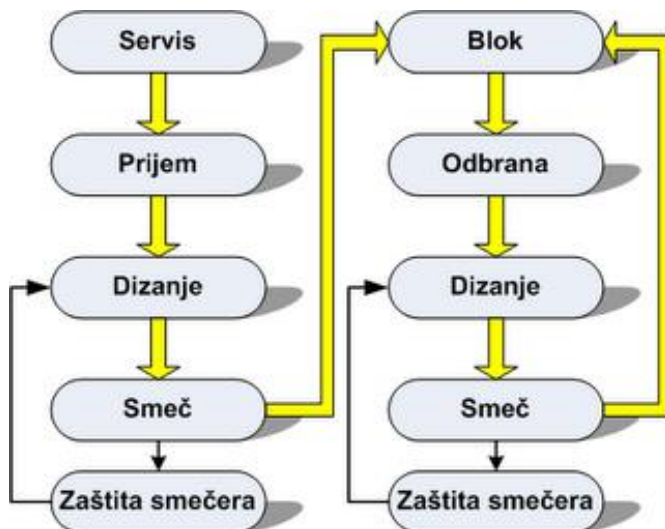 Servis
Prijem
Dizanje
Smeč
Zaštita smečera
Blok
Odbrana
Dizanje
Smeč
Zaštita smečera